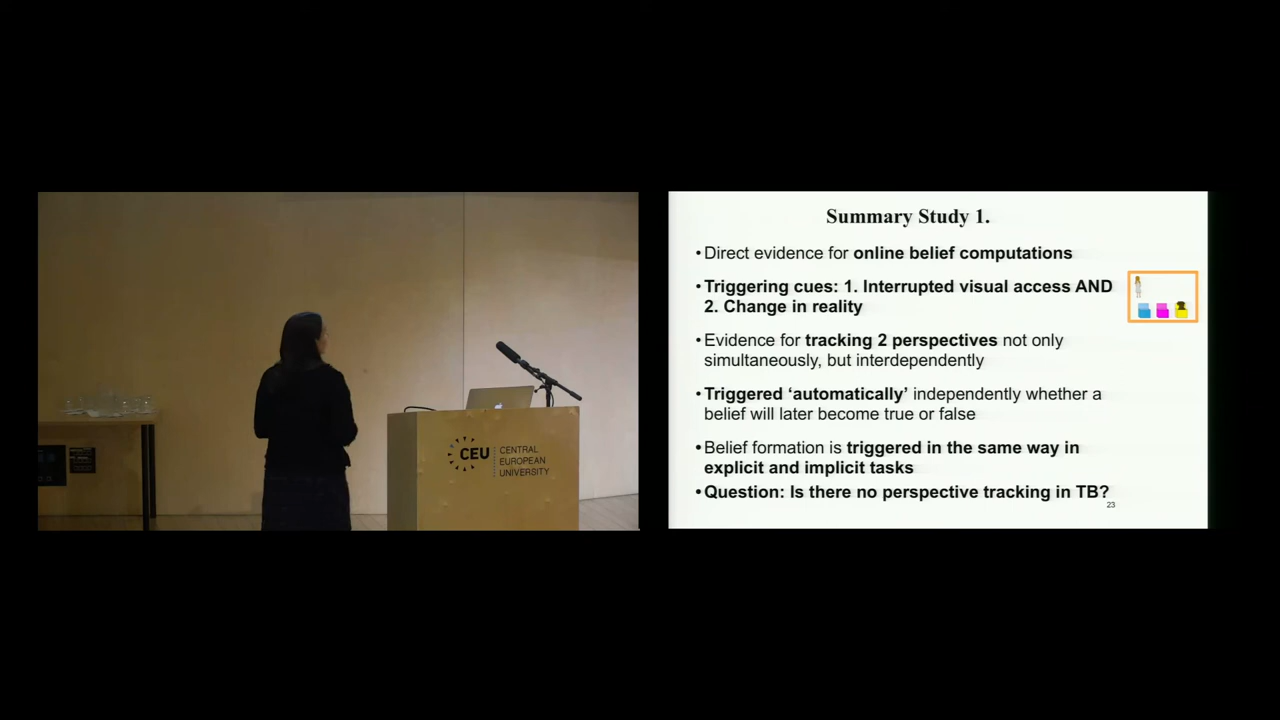 CEU
CENTRAL
EUROPEAN
UNIVERSITY
Summary Study 1.
•Direct evidence for online belief computations
•Triggering cues: 1. Interrupted visual access AND
2. Change in reality
•Evidence for tracking 2 perspectives not only
simultaneously, but interdependently
•Triggered ‘automatically’ independently whether a
belief will later become true or false
•Belief formation is triggered in the same way in
explicit and implicit tasks
•Question: Is there no perspective tracking in TB?
23